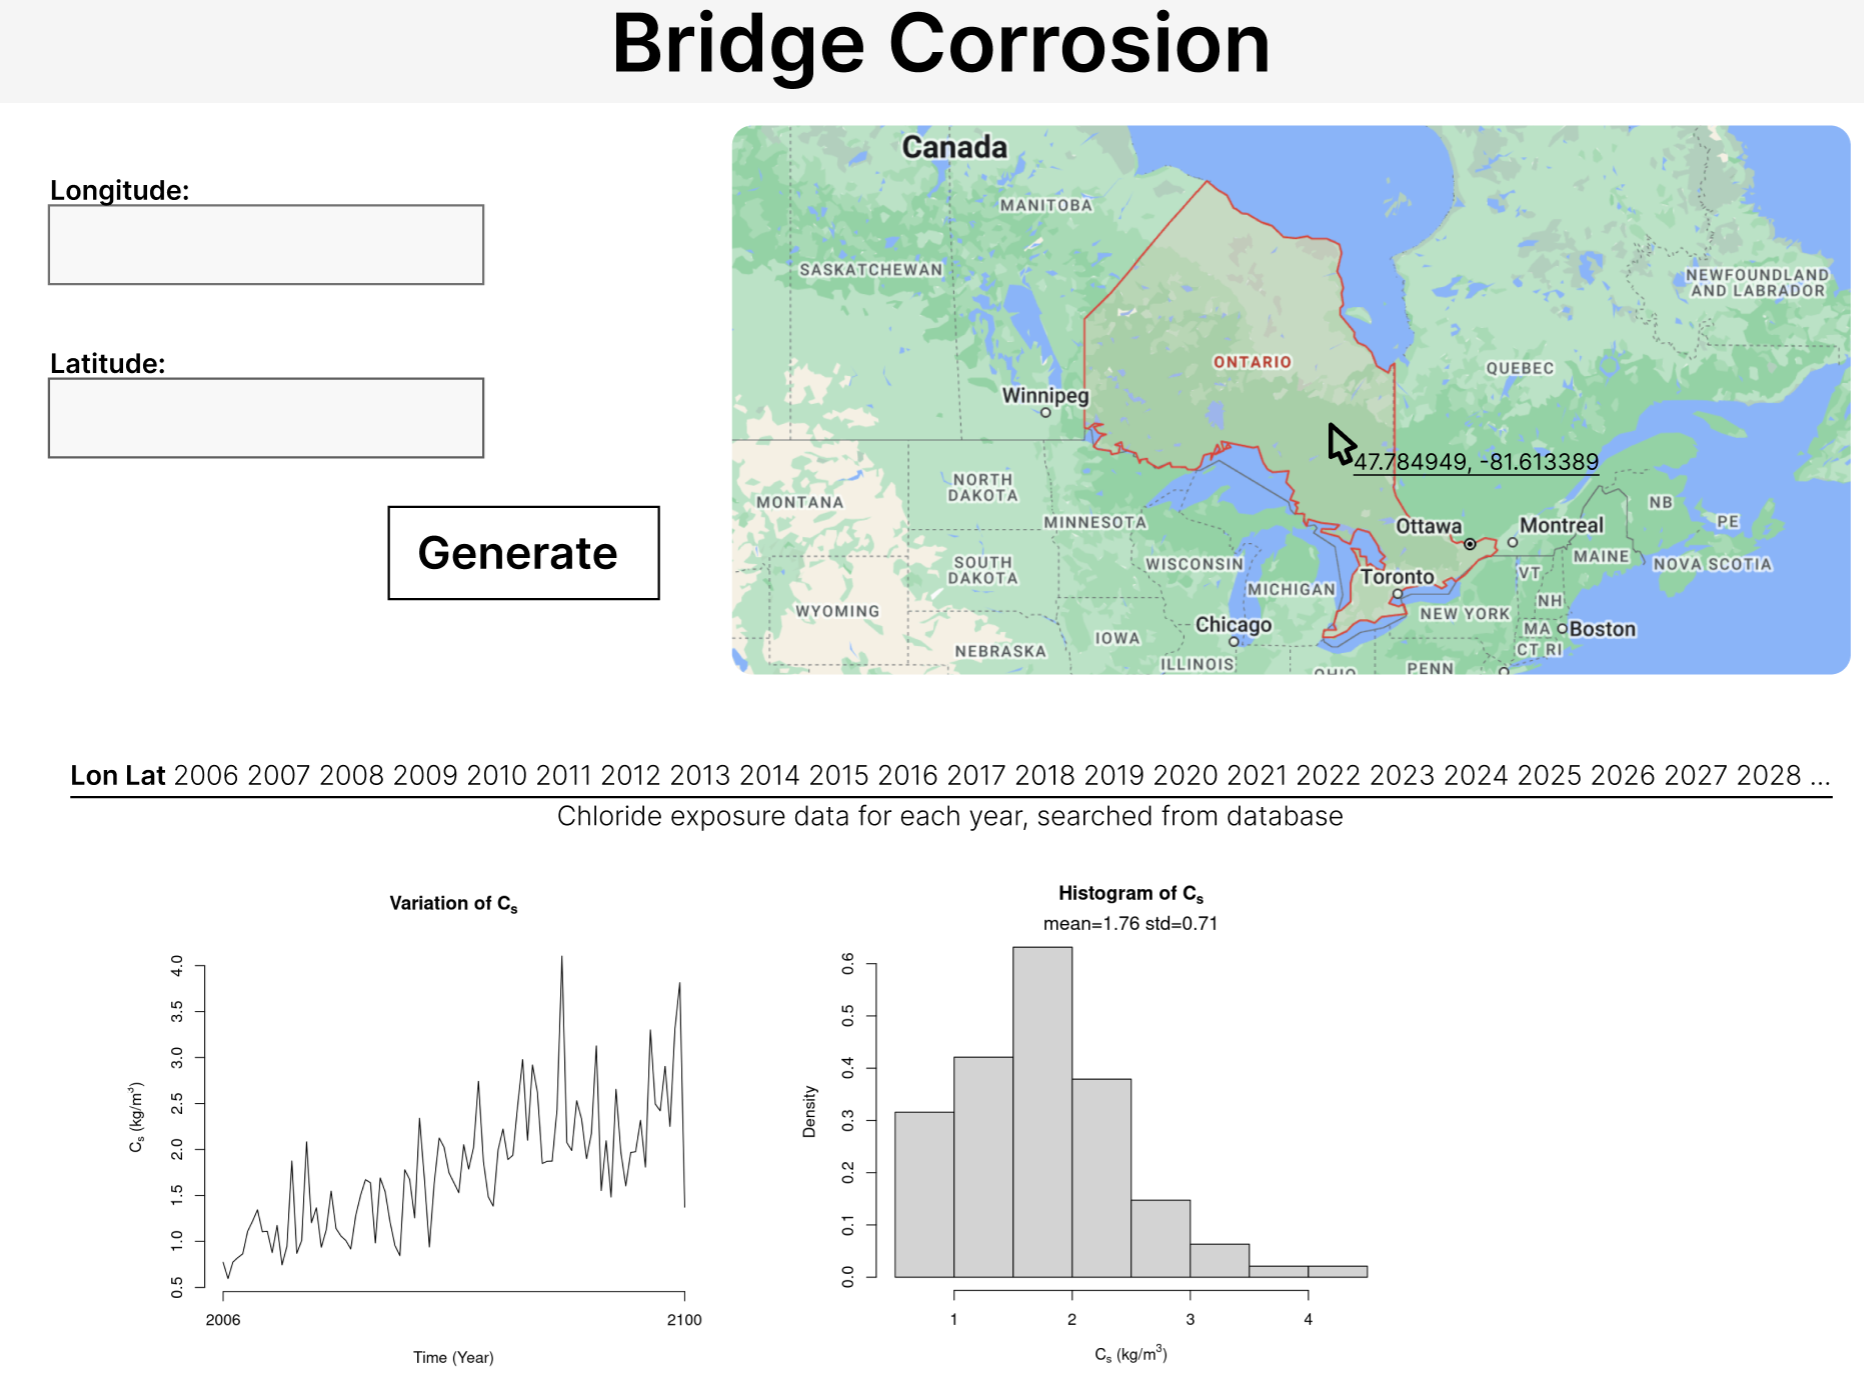 Bridge Corrosion
Longitude:
Latitude:
Generate
Canada
MANITOBA
SASKATCHEWAN
NEWFOUNDLAND
AND LABRADOR
ONTARIO
QUEBEC
Winnipeg
47.784949, -81.613389
NORTH
DAKOTA
MONTANA
MINNESOTA
NB
PE
Ottawa
Montreal
MAINE
NOVA SCOTIA
WISCONSIN
SOUTH
DAKOTA
VT
Toronto
MICHIGAN
NH
WYOMING
NEW YORK
Chicago
MA
Boston
IOWA
CT RI
NEBRASKA
ILLINOIS
OHIO
PENN
Lon Lat 2006 2007 2008 2009 2010 2011 2012 2013 2014 2015 2016 2017 2018 2019 2020 2021 2022 2023 2024 2025 2026 2027 2028 ...
Chloride exposure data for each year, searched from database
Variation of Cs
4.0
3.5
3.0
2.5
2.0
1.5
1.0
0.5
Cs (kg/m³)
2006
2100
Time (Year)
Histogram of Cs
mean=1.76 std=0.71
0.6
0.5
0.4
0.3
0.2
0.1
0.0
Density
1
2
3
4
Cs (kg/m³)